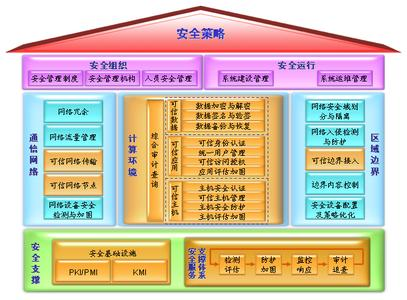 安全策略
安全组织
安全运行
安全管理制度
安全管理机构
人员安全管理
系统建设管理
系统运维管理
通信网络
网络冗余
网络流量管理
可信网络传输
可信网络节点
网络设备安全
检测与加固
计算环境
综合审计查询
可信数据
数据加密与解密
数据签名与验签
数据备份与恢复
可信应用
可信身份认证
统一用户管理
可信访问授权
应用评估加固
可信主机
主机安全认证
主机安全防护
主机评估加固
区域边界
网络安全域划
分与隔离
网络入侵检测
与防护
可信边界接入
边界内容控制
安全设备配置
及策略优化
安全支撑
安全基础设施
PKI/PMI
KMI
安全服务
支撑体系
检测
评估
防护
加固
监控
响应
审计
追查